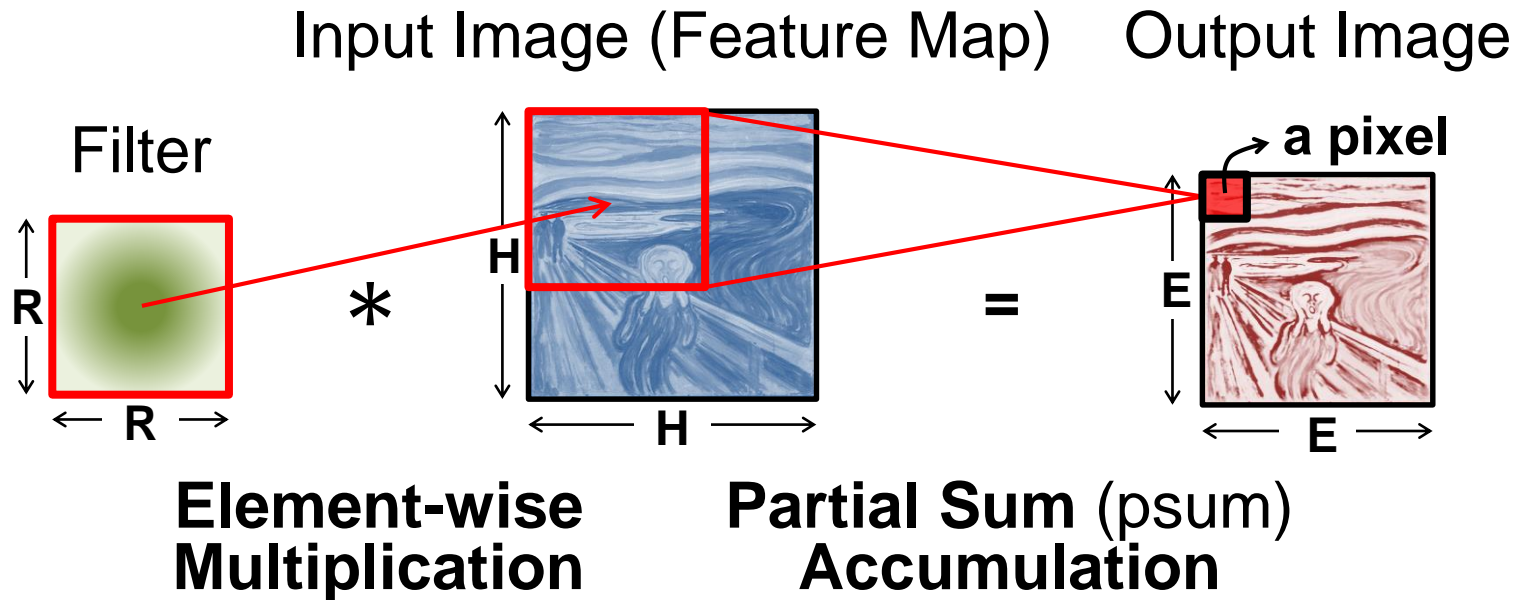 Input Image (Feature Map)
Output Image
Filter
a pixel
R
R
*
H
H
=
E
E
Element-wise
Multiplication
Partial Sum (psum)
Accumulation